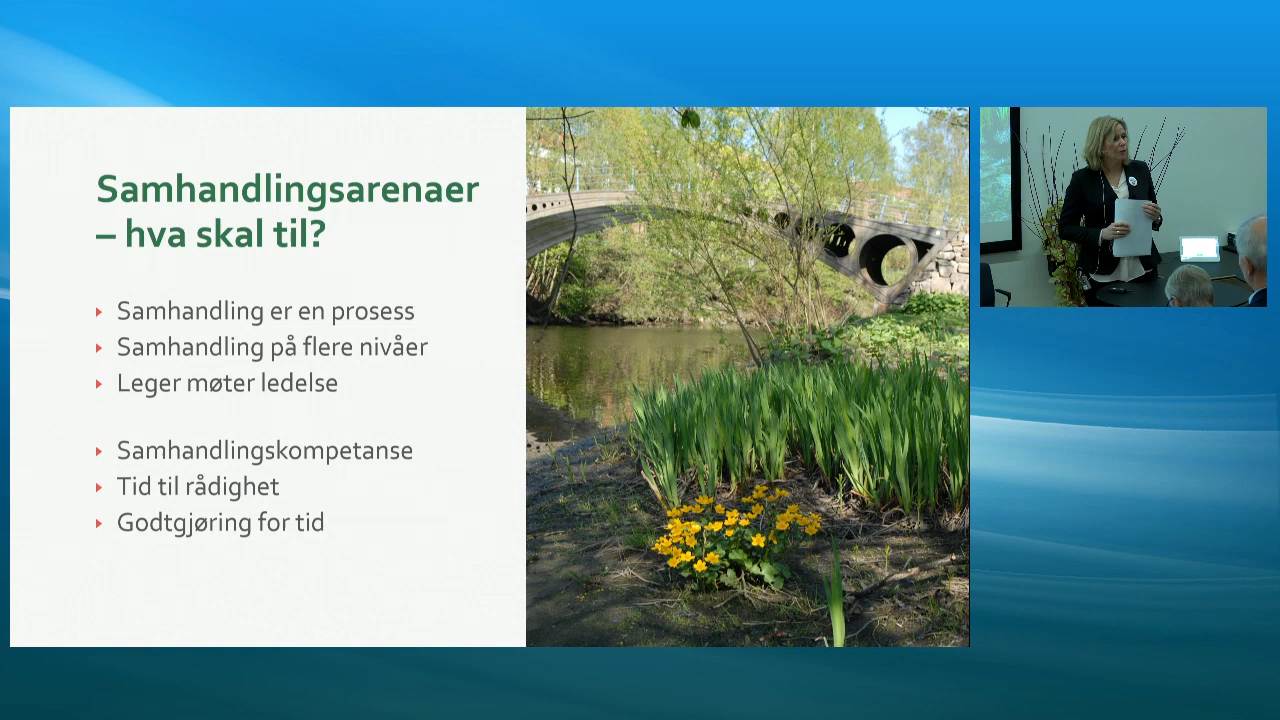 Samhandlingsarenaer
– hva skal til?
Samhandling er en prosess
Samhandling på flere nivåer
Leger møter ledelse
Samhandlingskompetanse
Tid til rådighet
Godtgjøring for tid